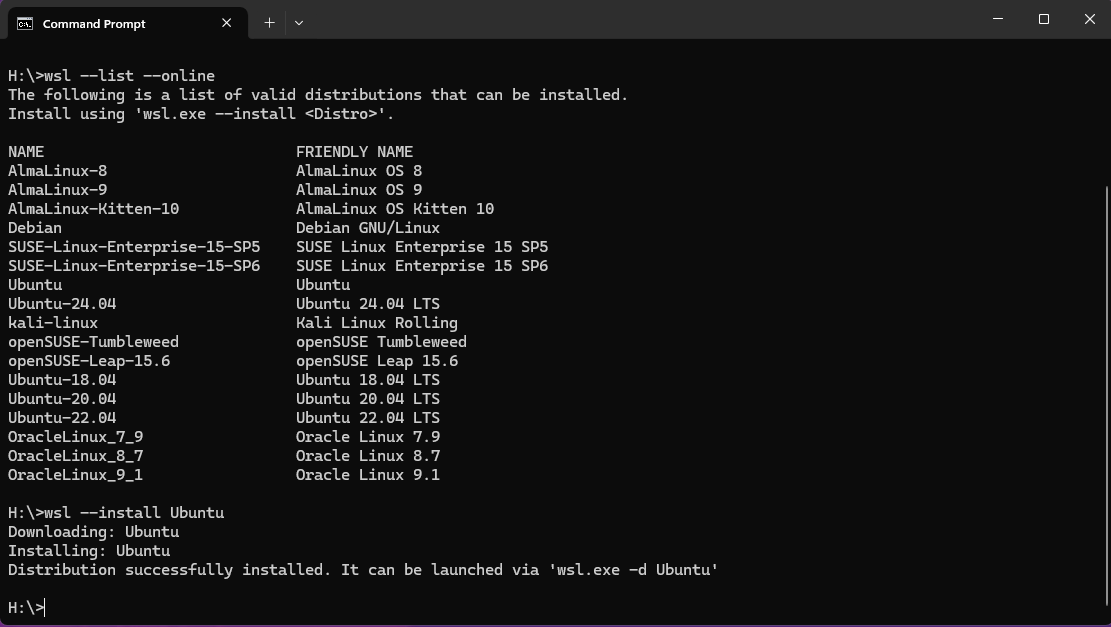 Command Prompt
H:\>wsl --list --online
The following is a list of valid distributions that can be installed.
Install using 'wsl.exe --install <Distro>'.
NAME FRIENDLY NAME
AlmaLinux-8 AlmaLinux OS 8
AlmaLinux-9 AlmaLinux OS 9
AlmaLinux-Kitten-10 AlmaLinux OS Kitten 10
Debian Debian GNU/Linux
SUSE-Linux-Enterprise-15-SP5 SUSE Linux Enterprise 15 SP5
SUSE-Linux-Enterprise-15-SP6 SUSE Linux Enterprise 15 SP6
Ubuntu Ubuntu
Ubuntu-24.04 Ubuntu 24.04 LTS
kali-linux Kali Linux Rolling
openSUSE-Tumbleweed openSUSE Tumbleweed
openSUSE-Leap-15.6 openSUSE Leap 15.6
Ubuntu-18.04 Ubuntu 18.04 LTS
Ubuntu-20.04 Ubuntu 20.04 LTS
Ubuntu-22.04 Ubuntu 22.04 LTS
OracleLinux_7_9 Oracle Linux 7.9
OracleLinux_8_7 Oracle Linux 8.7
OracleLinux_9_1 Oracle Linux 9.1
H:\>wsl --install Ubuntu
Downloading: Ubuntu
Installing: Ubuntu
Distribution successfully installed. It can be launched via 'wsl.exe -d Ubuntu'
H:\>